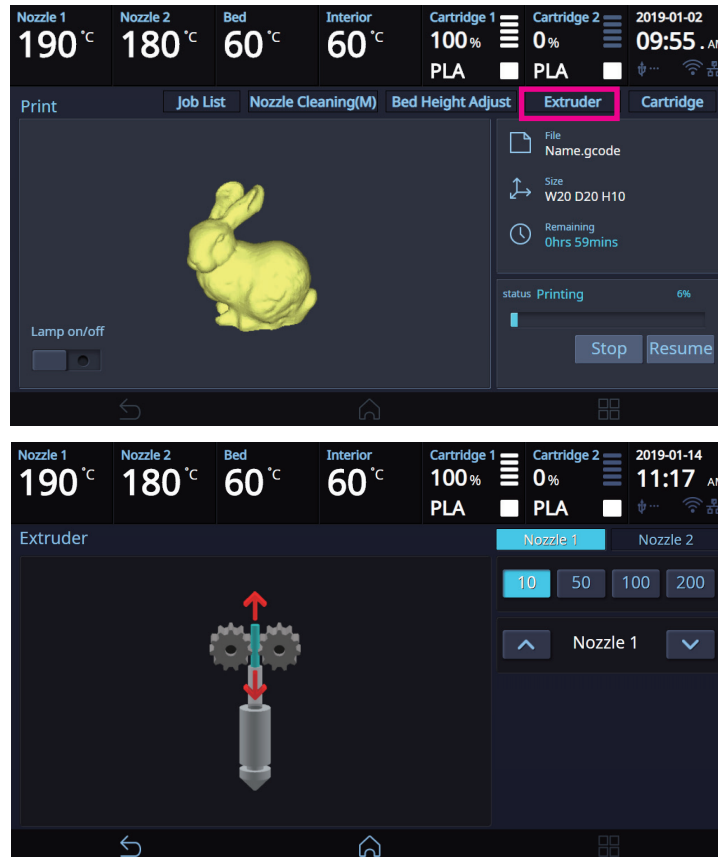 Nozzle 1 Nozzle 2 Bed Interior Cartridge 1 Cartridge 2 2019-01-02
190°C 180°C 60°C 60°C 100% 0% 09:55 . AM
PLA PLA
Print Job List Nozzle Cleaning(M) Bed Height Adjust Extruder Cartridge
File
Name.gcode
Size
W20 D20 H10
Remaining
0hrs 59mins
status Printing 6%
Lamp on/off
Stop Resume
Nozzle 1 Nozzle 2 Bed Interior Cartridge 1 Cartridge 2 2019-01-14
190°C 180°C 60°C 60°C 100% 0% 11:17 AM
PLA PLA
Extruder Nozzle 1 Nozzle 2
10 50 100 200
Nozzle 1